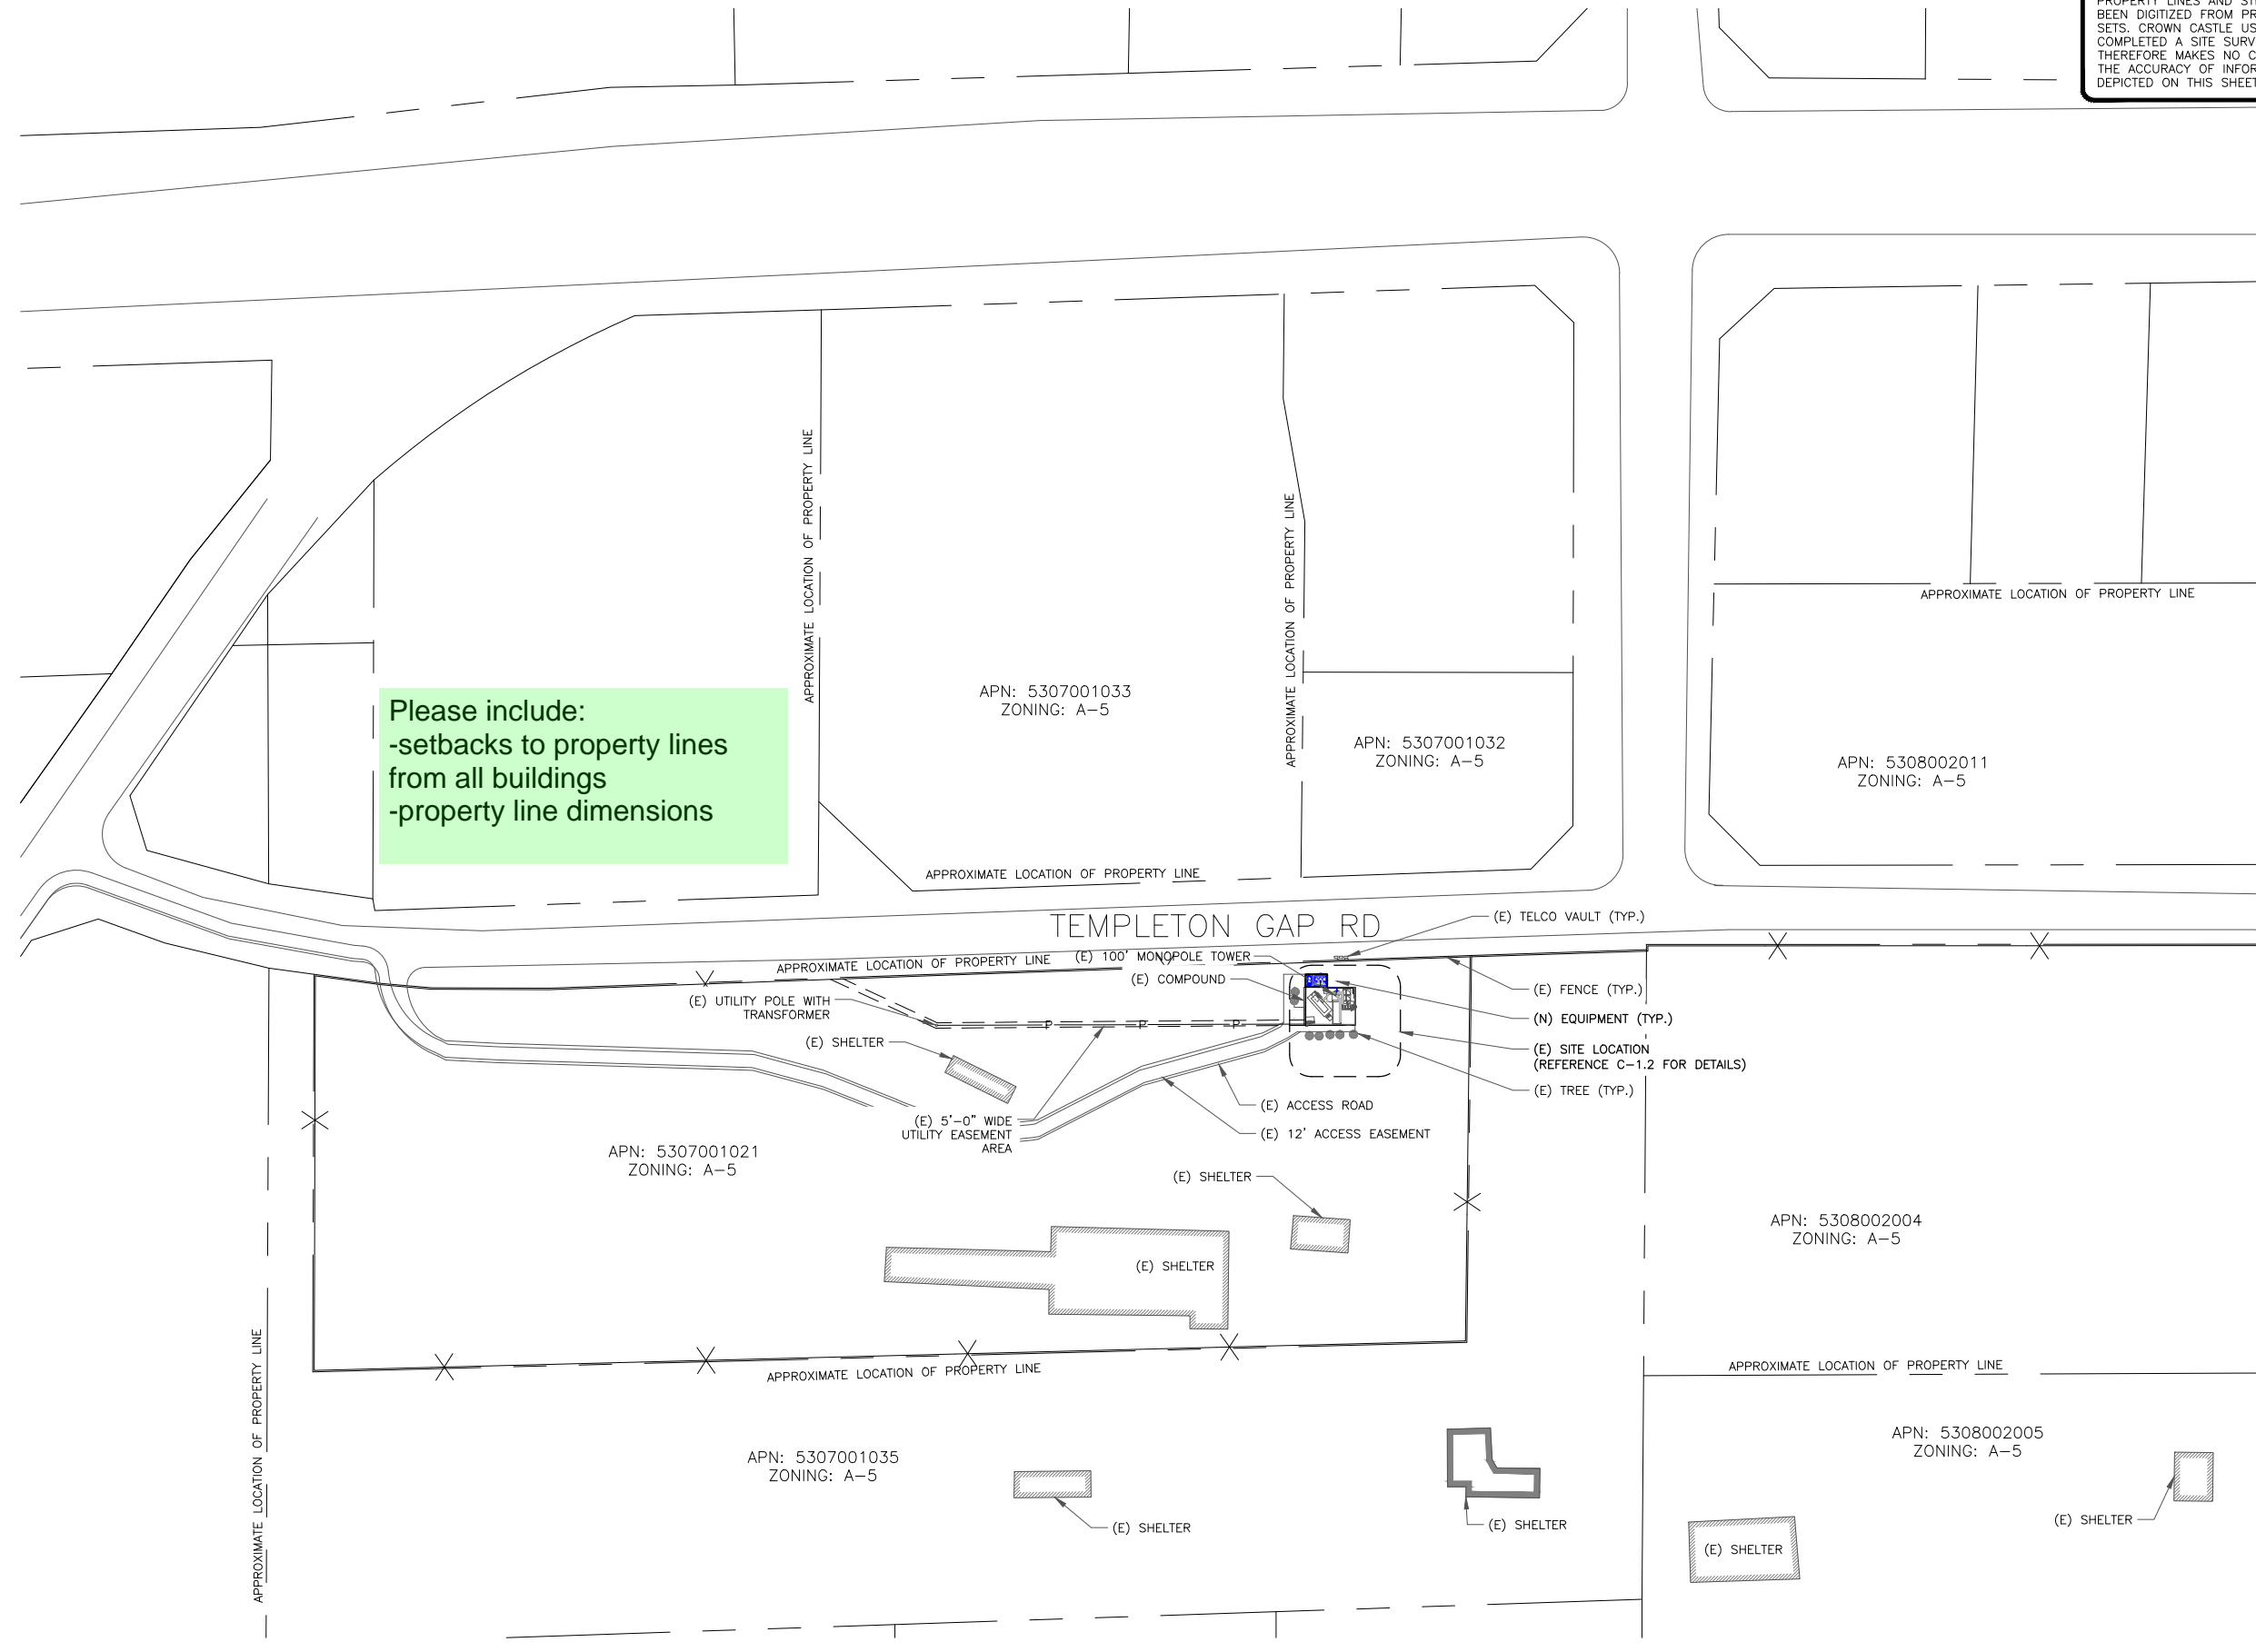 PROPERTY LINES AND
BEEN DIGITIZED FROM
SETS. CROWN CASTLE
COMPLETED A SITE
THEREFORE MAKES NO
THE ACCURACY OF
DEPICTED ON THIS SHEET
APPROXIMATE LOCATION OF PROPERTY LINE
APPROXIMATE LOCATION OF PROPERTY LINE
APPROXIMATE LOCATION OF PROPERTY LINE
APN: 5307001033
ZONING: A-5
Please include:
-setbacks to property lines
from all buildings
-property line dimensions
APN: 5307001032
ZONING: A-5
APN: 5308002011
ZONING: A-5
APPROXIMATE LOCATION OF PROPERTY LINE
TEMPLETON GAP RD
(E) TELCO VAULT (TYP.)
(E) 100' MONOPOLE TOWER
APPROXIMATE LOCATION OF PROPERTY LINE
(E) COMPOUND
(E) FENCE (TYP.)
(E) UTILITY POLE WITH
TRANSFORMER
(N) EQUIPMENT (TYP.)
P P P
(E) SHELTER
(E) SITE LOCATION
(REFERENCE C-1.2 FOR DETAILS)
(E) TREE (TYP.)
(E) ACCESS ROAD
(E) 5'-0" WIDE
UTILITY EASEMENT
AREA
(E) 12' ACCESS EASEMENT
APN: 5307001021
ZONING: A-5
(E) SHELTER
APN: 5308002004
ZONING: A-5
(E) SHELTER
APPROXIMATE LOCATION OF PROPERTY LINE
APPROXIMATE LOCATION OF PROPERTY LINE
APPROXIMATE LOCATION OF PROPERTY LINE
APN: 5307001035
ZONING: A-5
APN: 5308002005
ZONING: A-5
(E) SHELTER
(E) SHELTER
(E) SHELTER
(E) SHELTER